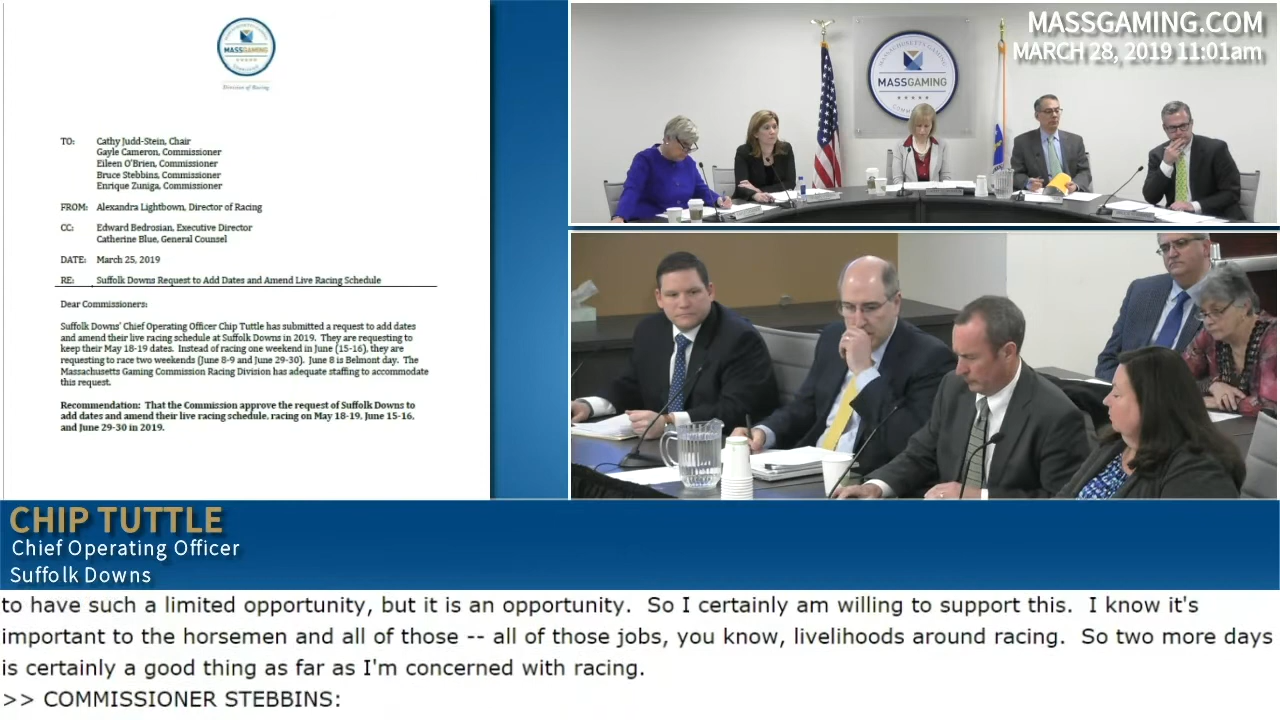 MASSGAMING
Division of Racing
TO: Cathy Judd-Stein, Chair
Gayle Cameron, Commissioner
Eileen O'Brien, Commissioner
Bruce Stebbins, Commissioner
Enrique Zuniga, Commissioner
FROM: Alexandra Lightbown, Director of Racing
CC: Edward Bedrosian, Executive Director
Catherine Blue, General Counsel
DATE: March 25, 2019
RE: Suffolk Downs Request to Add Dates and Amend Live Racing Schedule
Dear Commissioners:
Suffolk Downs' Chief Operating Officer Chip Tuttle has submitted a request to add dates
and amend their live racing schedule at Suffolk Downs in 2019. They are requesting to
keep their May 18-19 dates. Instead of racing one weekend in June (15-16), they are
requesting to race two weekends (June 8-9 and June 29-30). June 8 is Belmont day. The
Massachusetts Gaming Commission Racing Division has adequate staffing to accommodate
this request.
Recommendation: That the Commission approve the request of Suffolk Downs to
add dates and amend their live racing schedule, racing on May 18-19, June 15-16,
and June 29-30 in 2019.
MASSGAMING.COM
MARCH 28, 2019 11:01am
MASSACHUSETTS GAMING
MASSGAMING
CHIP TUTTLE
Chief Operating Officer
Suffolk Downs
to have such a limited opportunity, but it is an opportunity. So I certainly am willing to support this. I know it's
important to the horsemen and all of those -- all of those jobs, you know, livelihoods around racing. So two more days
is certainly a good thing as far as I'm concerned with racing.
>> COMMISSIONER STEBBINS: